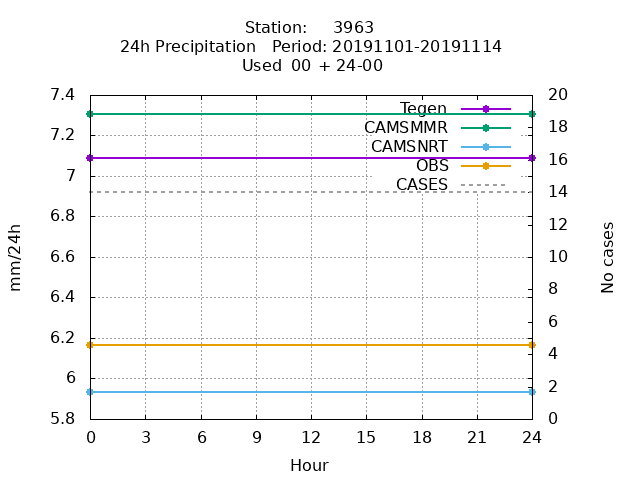 Station: 3963
24h Precipitation Period: 20191101-20191114
Used 00 + 24-00
7.4
7.2
7
6.8
6.6
6.4
6.2
6
5.8
mm/24h
Tegen
CAMSMMR
CAMSNRT
OBS
CASES
20
18
16
14
12
10
8
6
4
2
0
No cases
0 3 6 9 12 15 18 21 24
Hour